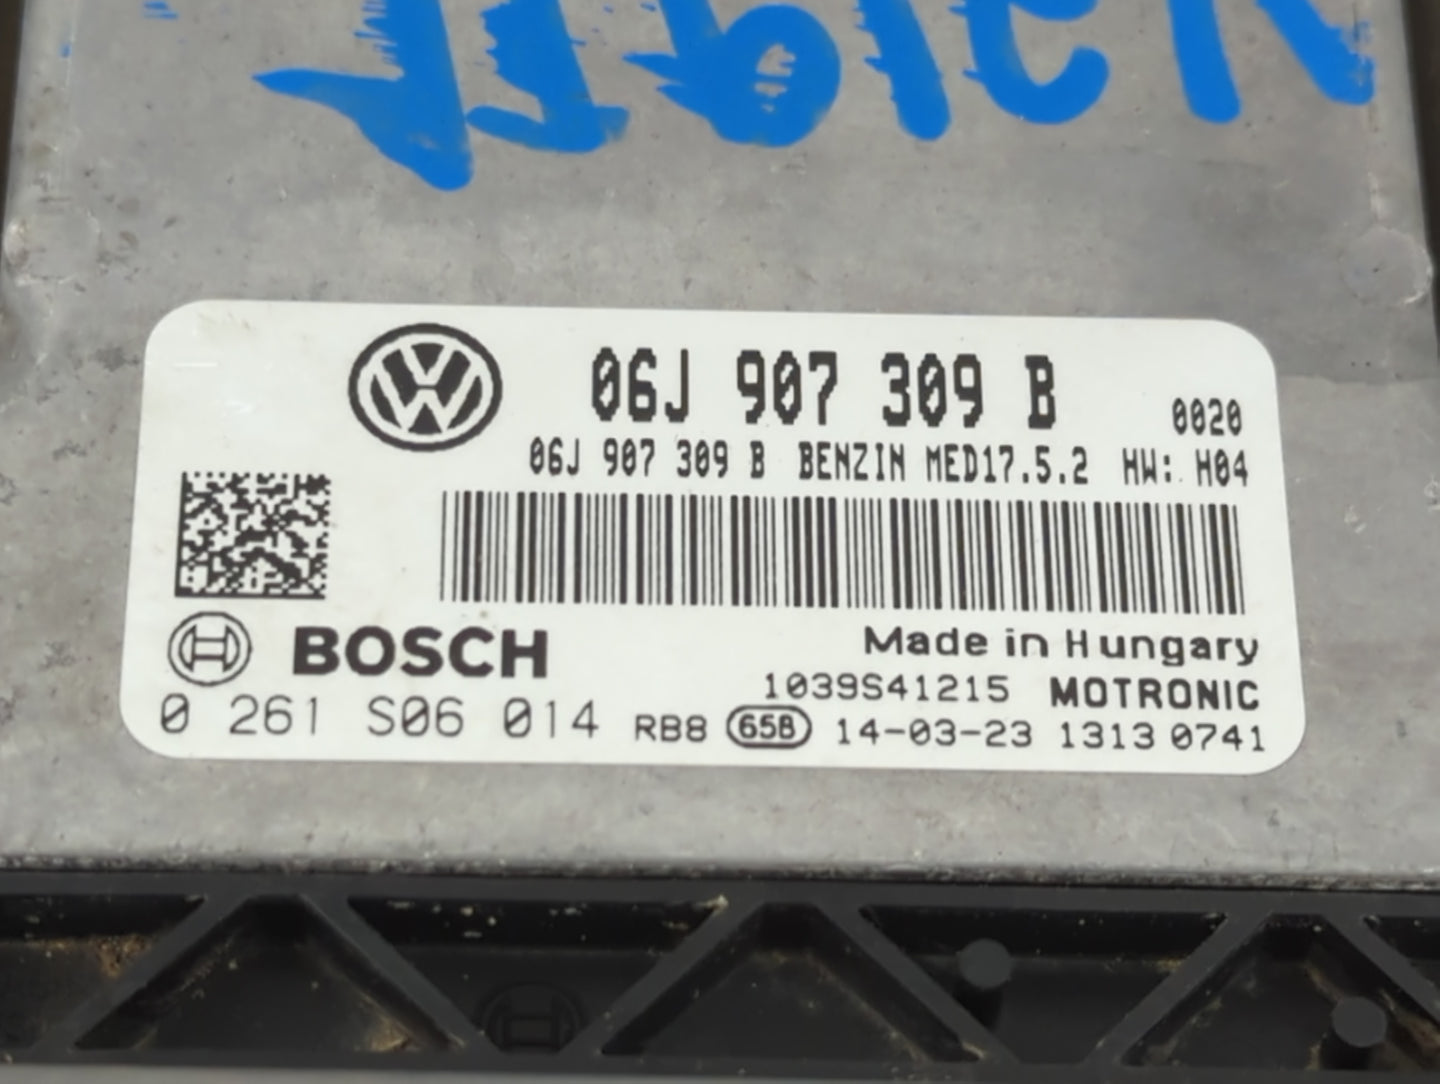 06J 907 309 B
0020
06J 907 309 B BENZIN MED17.5.2 HW: H04
BOSCH
Made in Hungary
1039S41215 MOTRONIC
0 261 S06 014 RB8 65B 14-03-23 1313 0741